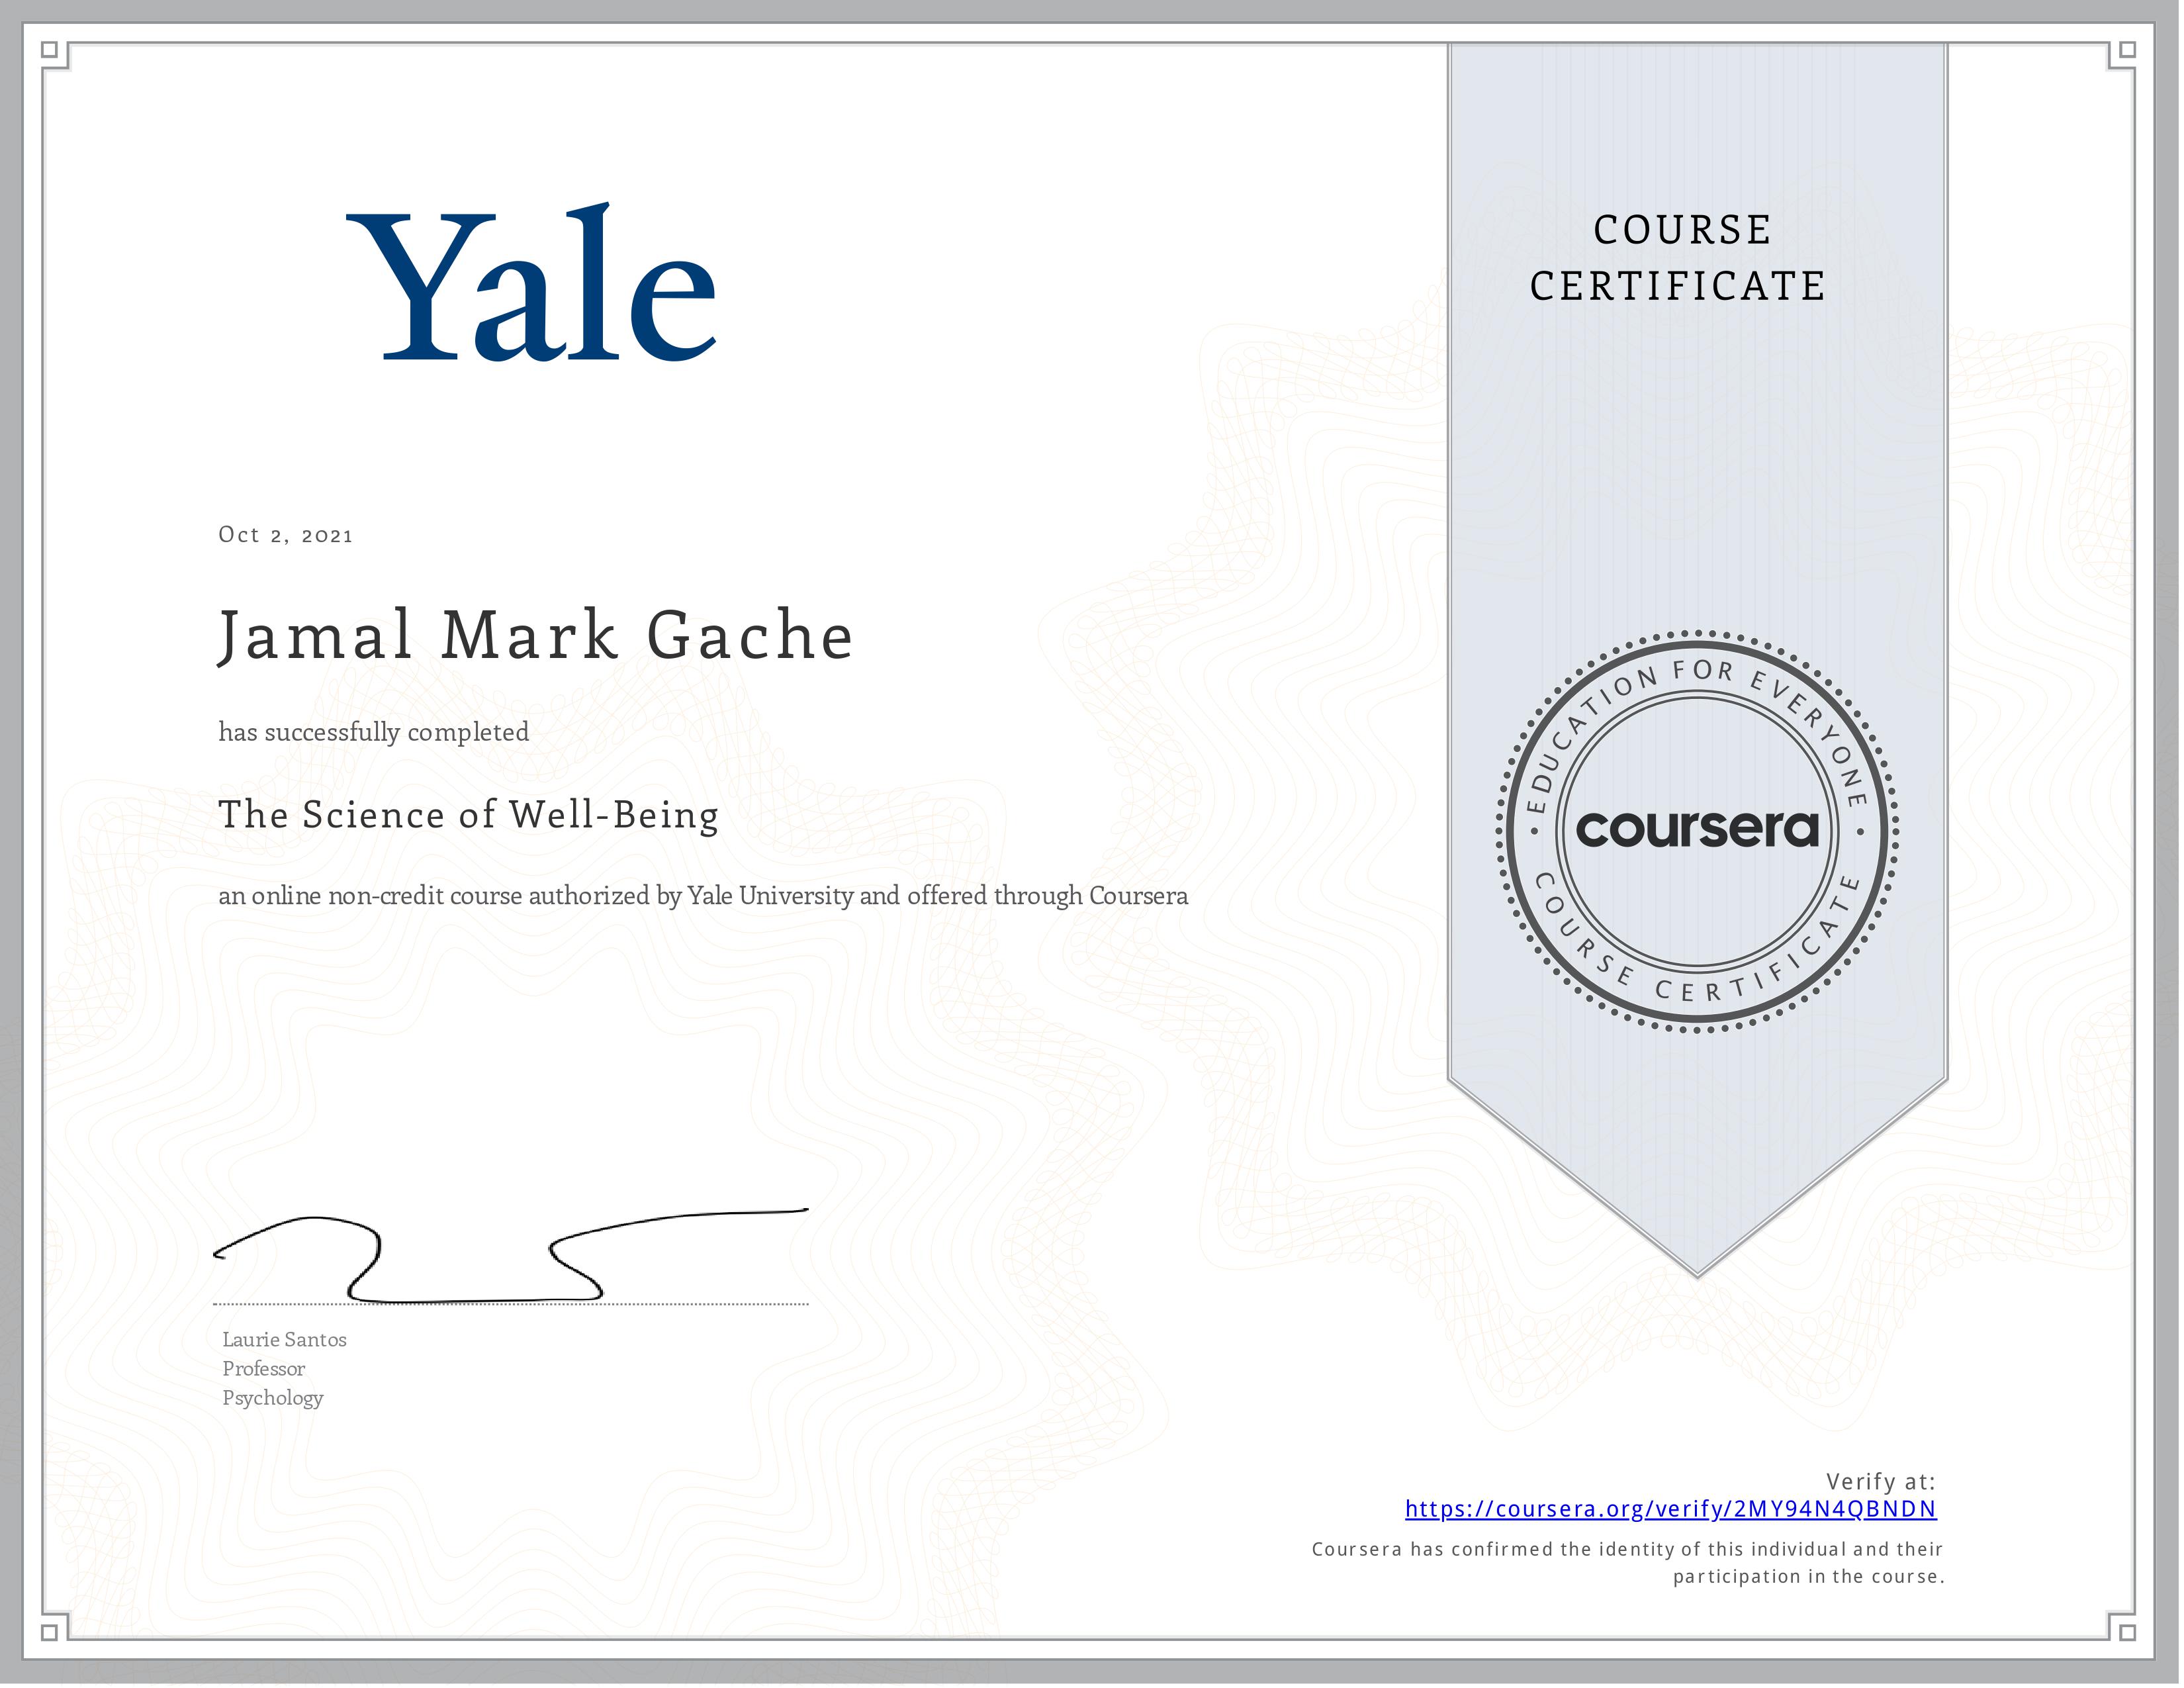 Yale
COURSE
CERTIFICATE
Oct 2, 2021
Jamal Mark Gache
has successfully completed
The Science of Well-Being
an online non-credit course authorized by Yale University and offered through Coursera
EDUCATION FOR EVERYONE
coursera
COURSE CERTIFICATE
Laurie Santos
Professor
Psychology
Verify at:
https://coursera.org/verify/2MY94N4QBNDN
Coursera has confirmed the identity of this individual and their
participation in the course.